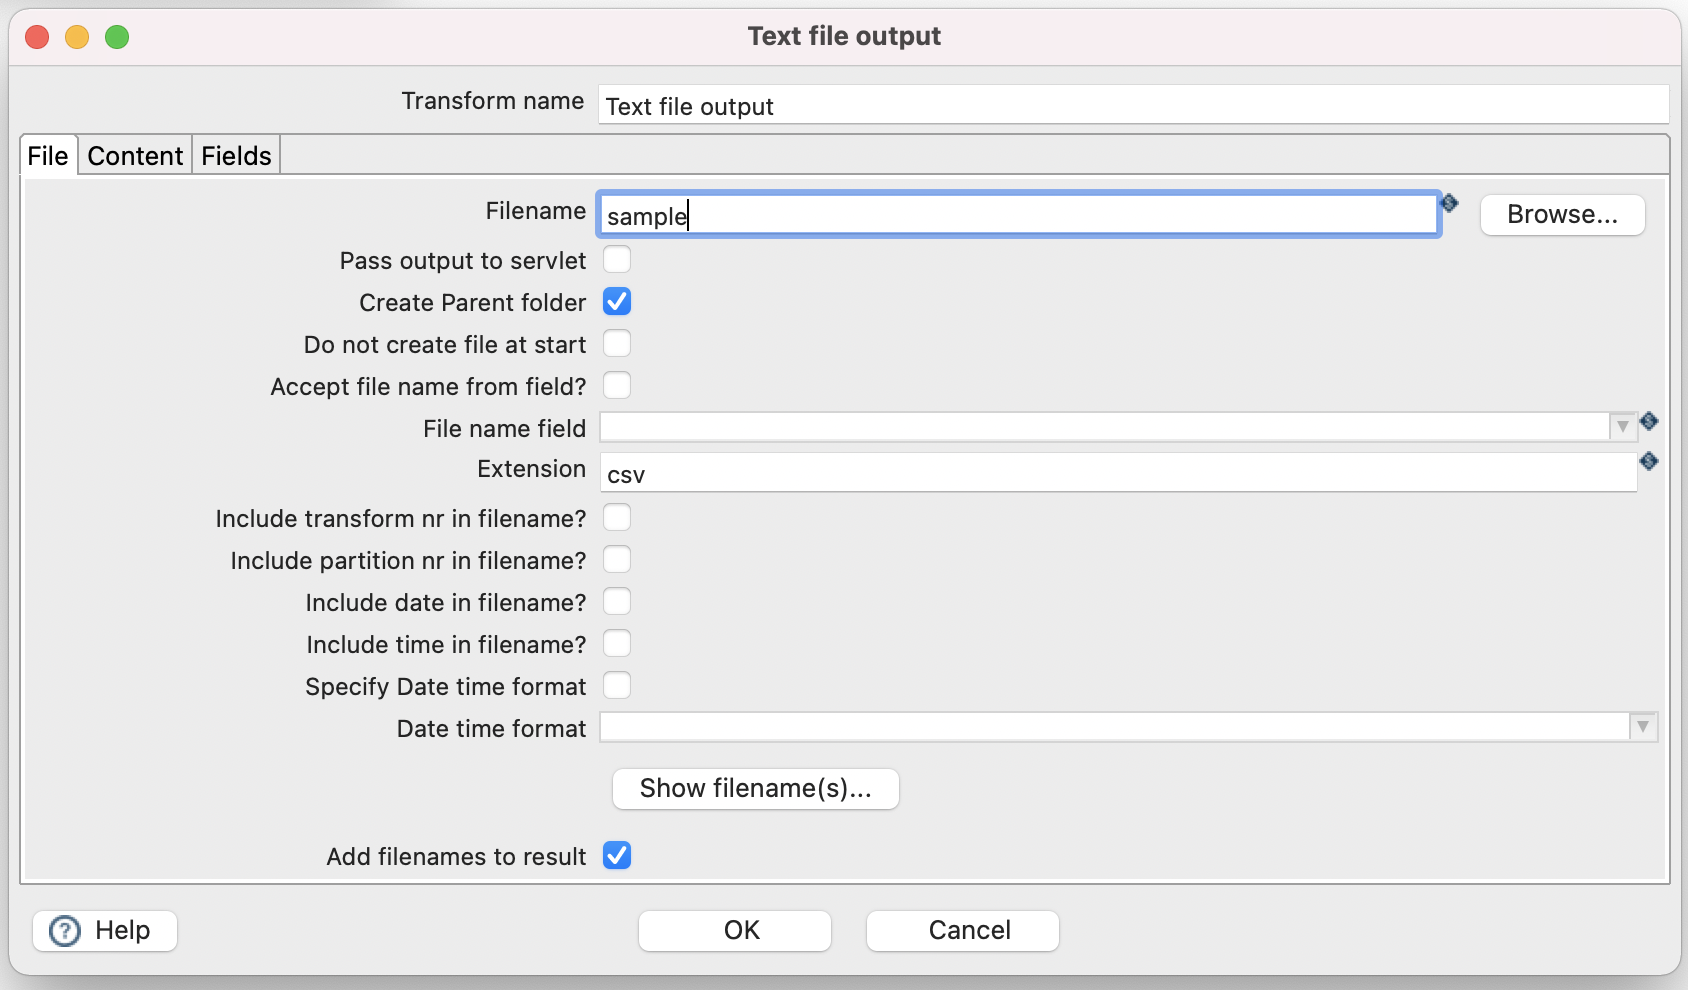 Text file output
Transform name Text file output
File Content Fields
Filename sample Browse...
Pass output to servlet
Create Parent folder
Do not create file at start
Accept file name from field?
File name field
Extension csv
Include transform nr in filename?
Include partition nr in filename?
Include date in filename?
Include time in filename?
Specify Date time format
Date time format
Show filename(s)...
Add filenames to result
? Help OK Cancel